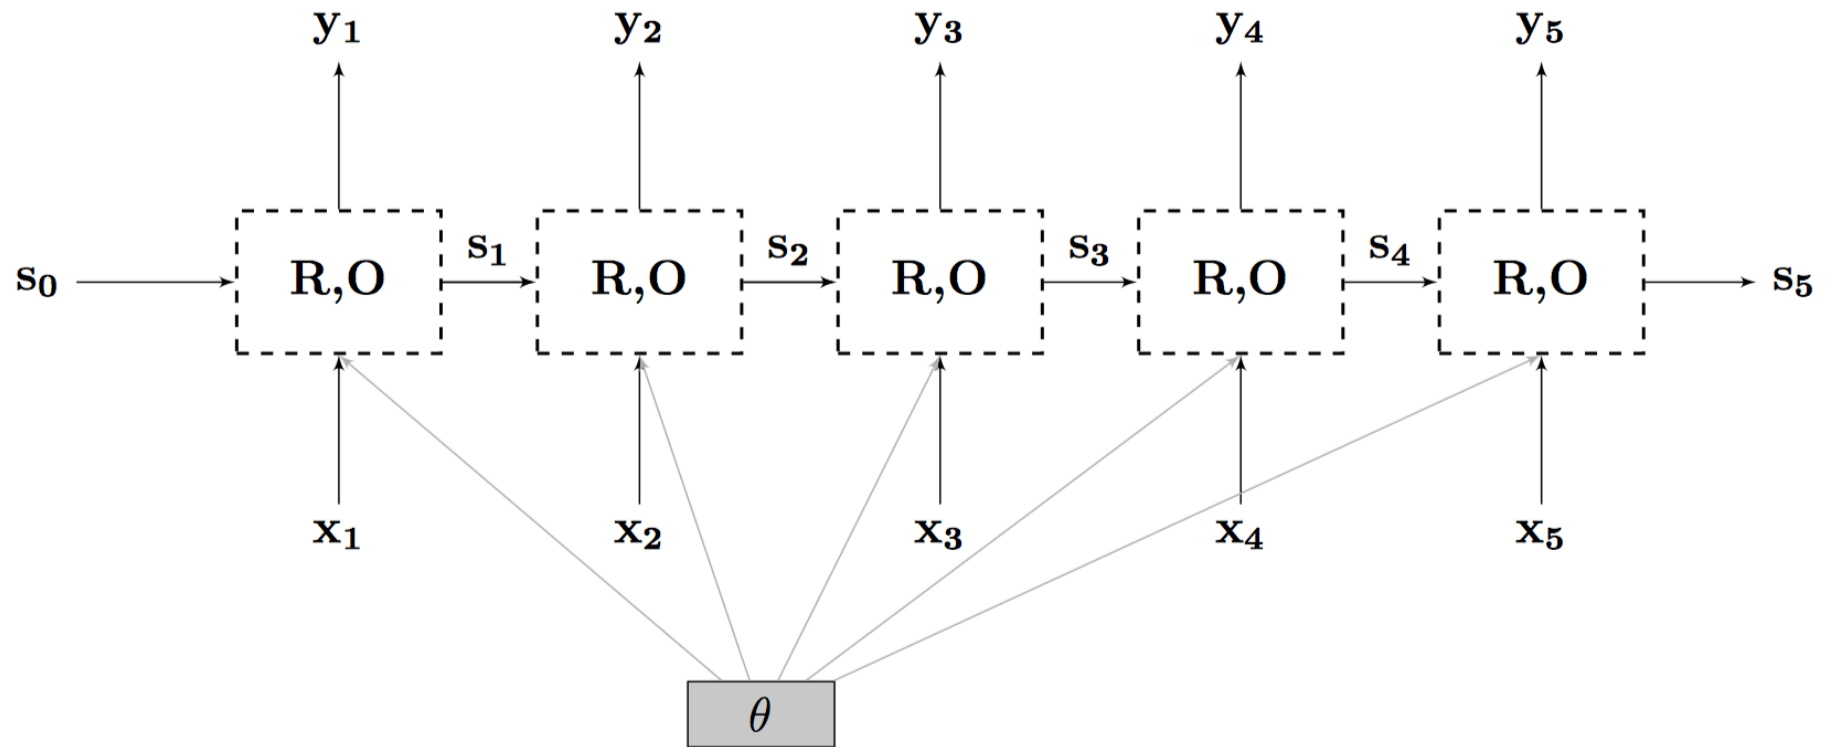 y₁ y₂ y₃ y₄ y₅
s₀ R,O s₁ R,O s₂ R,O s₃ R,O s₄ R,O s₅
x₁ x₂ x₃ x₄ x₅
θ